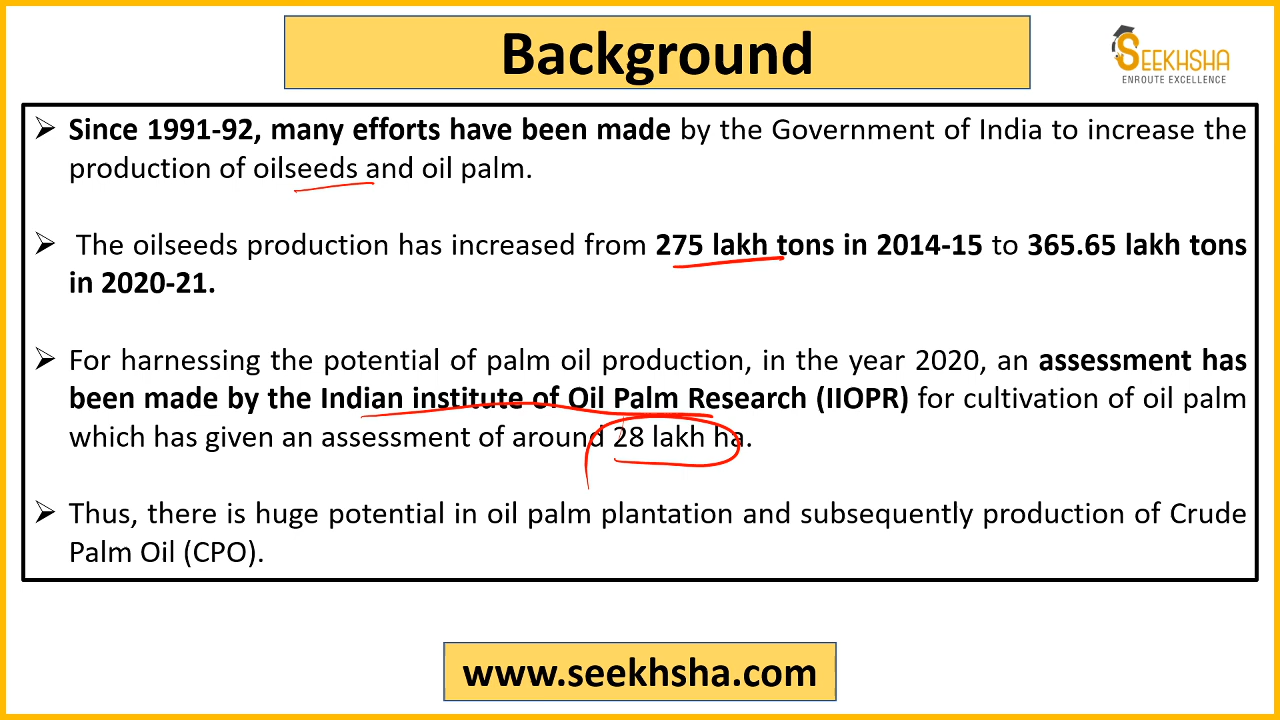 Background
SEEKHSHA
ENROUTE EXCELLENCE
➢ Since 1991-92, many efforts have been made by the Government of India to increase the
production of oilseeds and oil palm.
➢ The oilseeds production has increased from 275 lakh tons in 2014-15 to 365.65 lakh tons
in 2020-21.
➢ For harnessing the potential of palm oil production, in the year 2020, an assessment has
been made by the Indian institute of Oil Palm Research (IIOPR) for cultivation of oil palm
which has given an assessment of around 28 lakh ha.
➢ Thus, there is huge potential in oil palm plantation and subsequently production of Crude
Palm Oil (CPO).
www.seekhsha.com